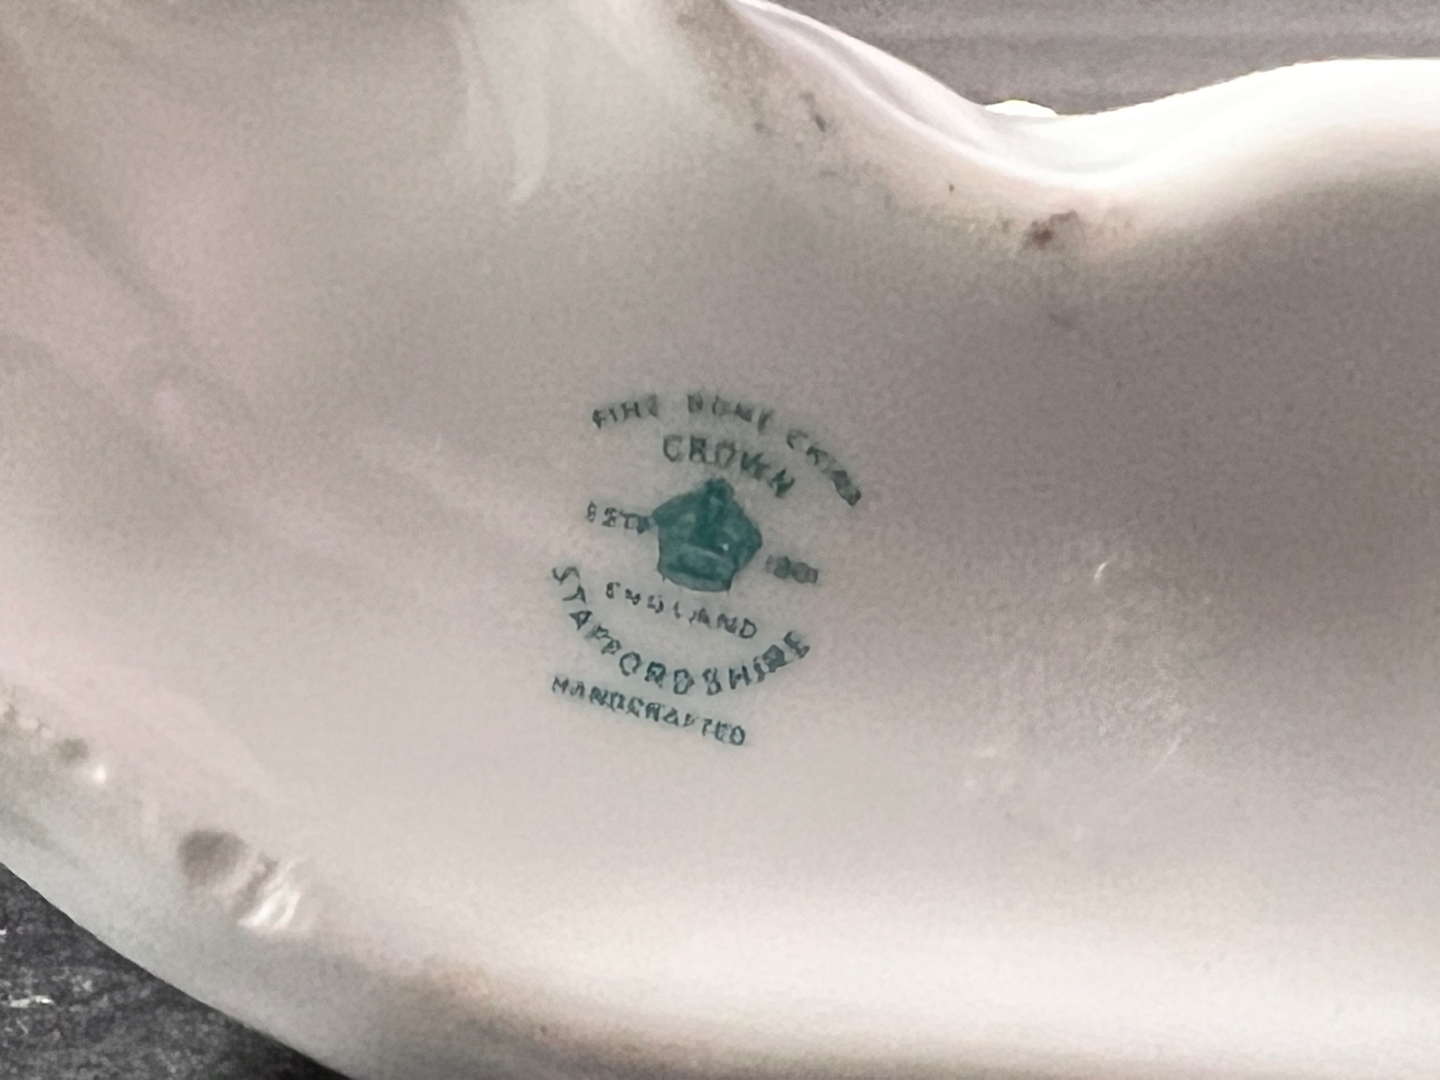 FINE BONE CHINA
CROWN
ESTD 1801
ENGLAND
STAFFORDSHIRE
HANDCRAFTED